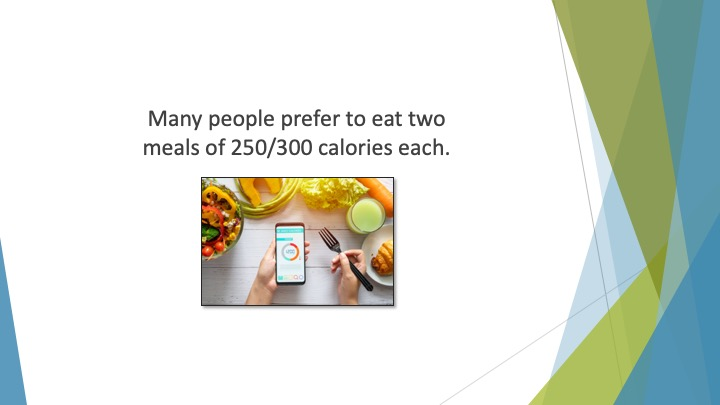 Many people prefer to eat two
meals of 250/300 calories each.